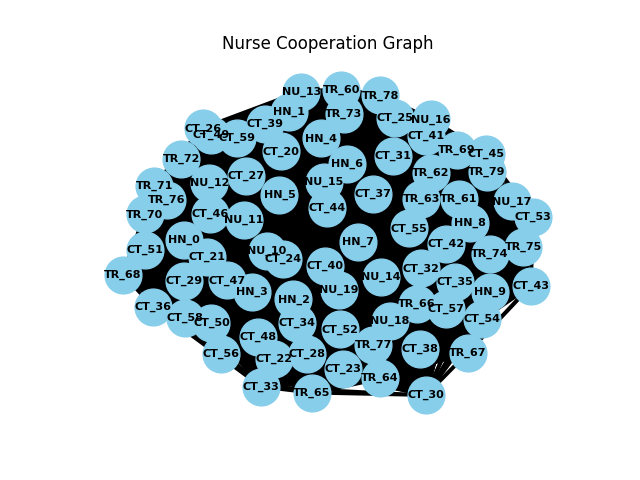 Nurse Cooperation Graph
NU_13
TR_60
TR_78
HN_1
TR_73
CT_25
NU_16
CT_26
CT_49
CT_59
CT_39
HN_4
CT_41
CT_20
CT_31
TR_69
CT_45
TR_72
HN_6
TR_62
TR_79
CT_27
NU_12
NU_15
TR_71
TR_76
HN_5
CT_37
TR_63
TR_61
NU_17
TR_70
CT_46
NU_11
CT_44
CT_53
HN_8
CT_55
HN_0
HN_7
CT_42
TR_75
CT_51
CT_21
NU_10
CT_24
TR_74
TR_68
CT_40
CT_32
CT_29
CT_47
NU_14
CT_35
CT_43
HN_3
NU_19
HN_9
CT_36
HN_2
TR_66
CT_57
CT_58
CT_50
CT_34
NU_18
CT_54
CT_48
CT_52
TR_77
CT_38
CT_56
CT_22
CT_28
TR_67
CT_23
TR_64
CT_33
TR_65
CT_30